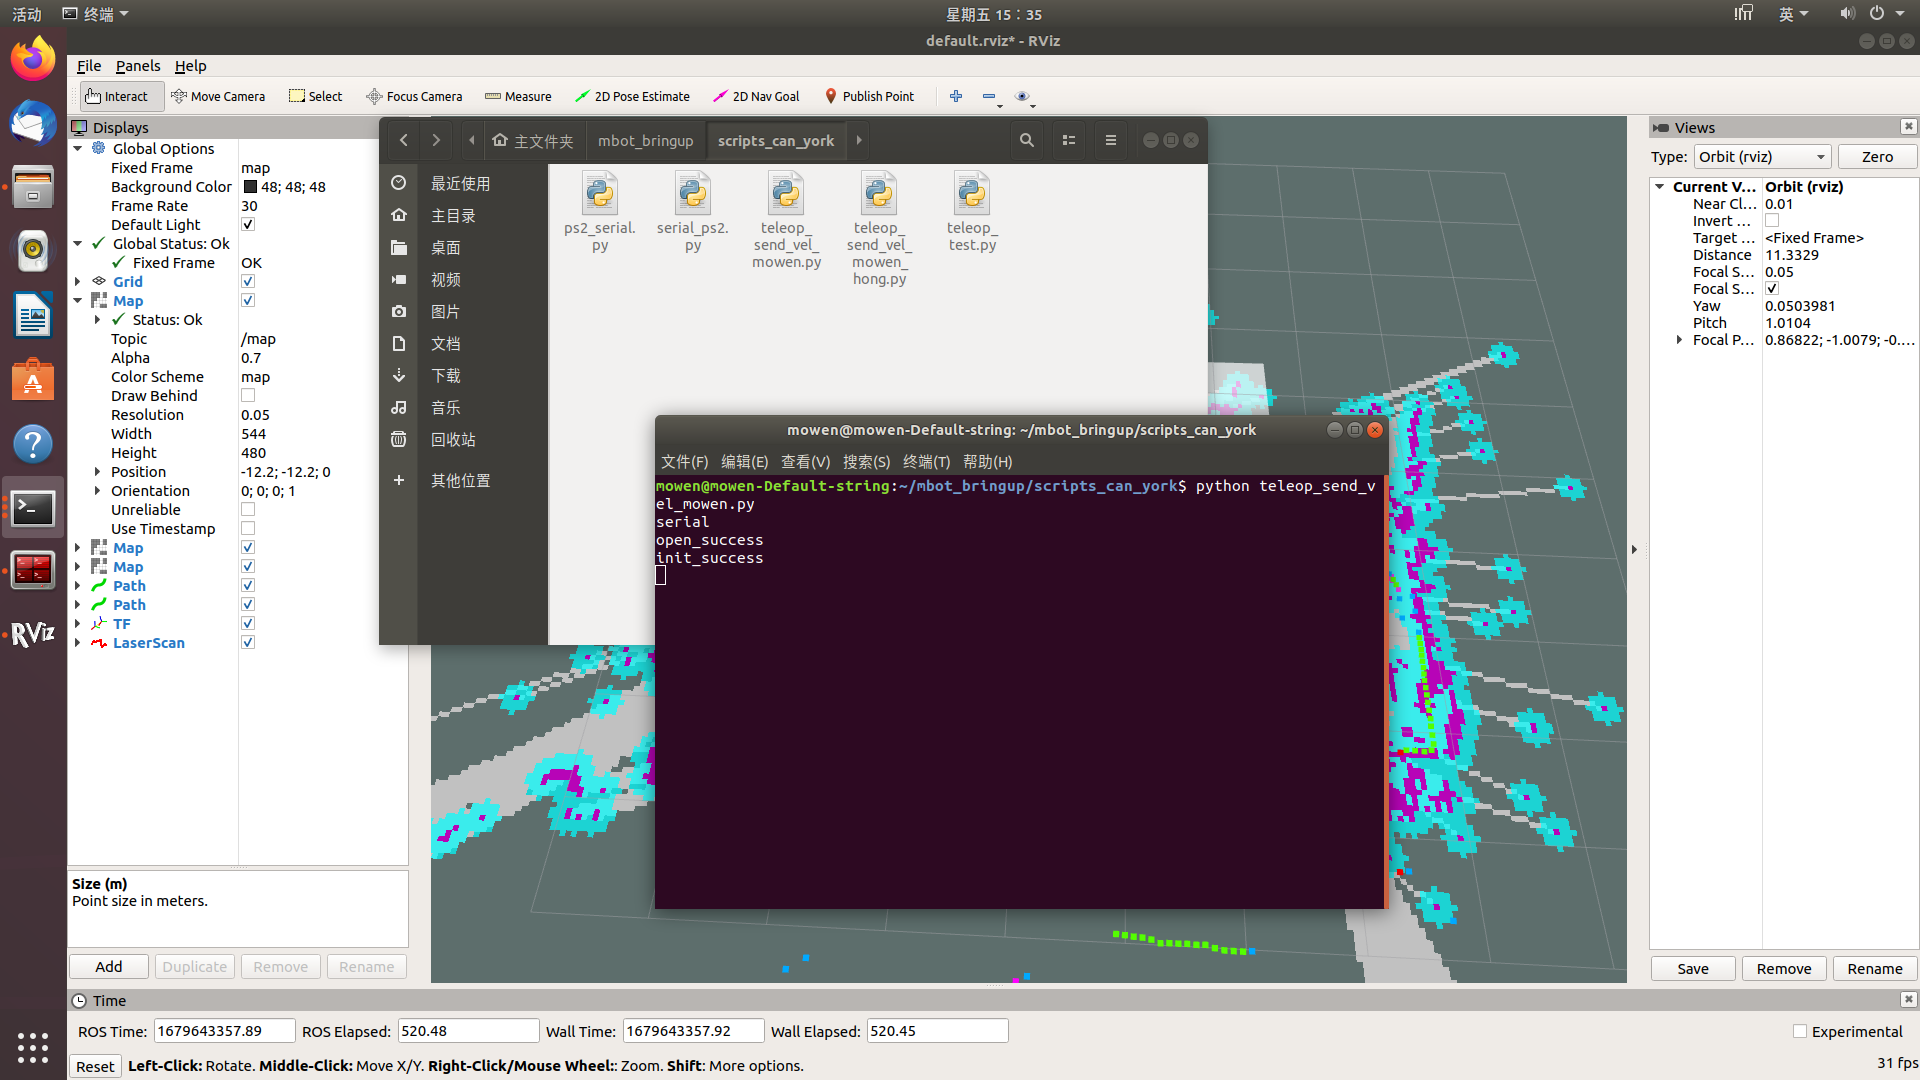 活动
终端
星期五 15：35
英
default.rviz* - RViz
File Panels Help
Interact Move Camera Select Focus Camera Measure 2D Pose Estimate 2D Nav Goal Publish Point
Displays
Global Options
Fixed Frame map
Background Color 48; 48; 48
Frame Rate 30
Default Light
Global Status: Ok
Fixed Frame OK
Grid
Map
Status: Ok
Topic /map
Alpha 0.7
Color Scheme map
Draw Behind
Resolution 0.05
Width 544
Height 480
Position -12.2; -12.2; 0
Orientation 0; 0; 0; 1
Unreliable
Use Timestamp
Map
Map
Path
Path
TF
LaserScan
Size (m)
Point size in meters.
Add Duplicate Remove Rename
主文件夹 mbot_bringup scripts_can_york
最近使用
主目录
桌面
视频
图片
文档
下载
音乐
回收站
其他位置
ps2_serial.
py
serial_ps2.
py
teleop_
send_vel_
mowen.py
teleop_
send_vel_
mowen_
hong.py
teleop_
test.py
mowen@mowen-Default-string: ~/mbot_bringup/scripts_can_york
文件(F) 编辑(E) 查看(V) 搜索(S) 终端(T) 帮助(H)
mowen@mowen-Default-string:~/mbot_bringup/scripts_can_york$ python teleop_send_v
el_mowen.py
serial
open_success
init_success
Views
Type: Orbit (rviz) Zero
Current V... Orbit (rviz)
Near Cl... 0.01
Invert ...
Target ... <Fixed Frame>
Distance 11.3329
Focal S... 0.05
Focal S...
Yaw 0.0503981
Pitch 1.0104
Focal P... 0.86822; -1.0079; -0....
Save Remove Rename
Time
ROS Time: 1679643357.89 ROS Elapsed: 520.48 Wall Time: 1679643357.92 Wall Elapsed: 520.45
Experimental
Reset Left-Click: Rotate. Middle-Click: Move X/Y. Right-Click/Mouse Wheel:: Zoom. Shift: More options.
31 fps
RViz